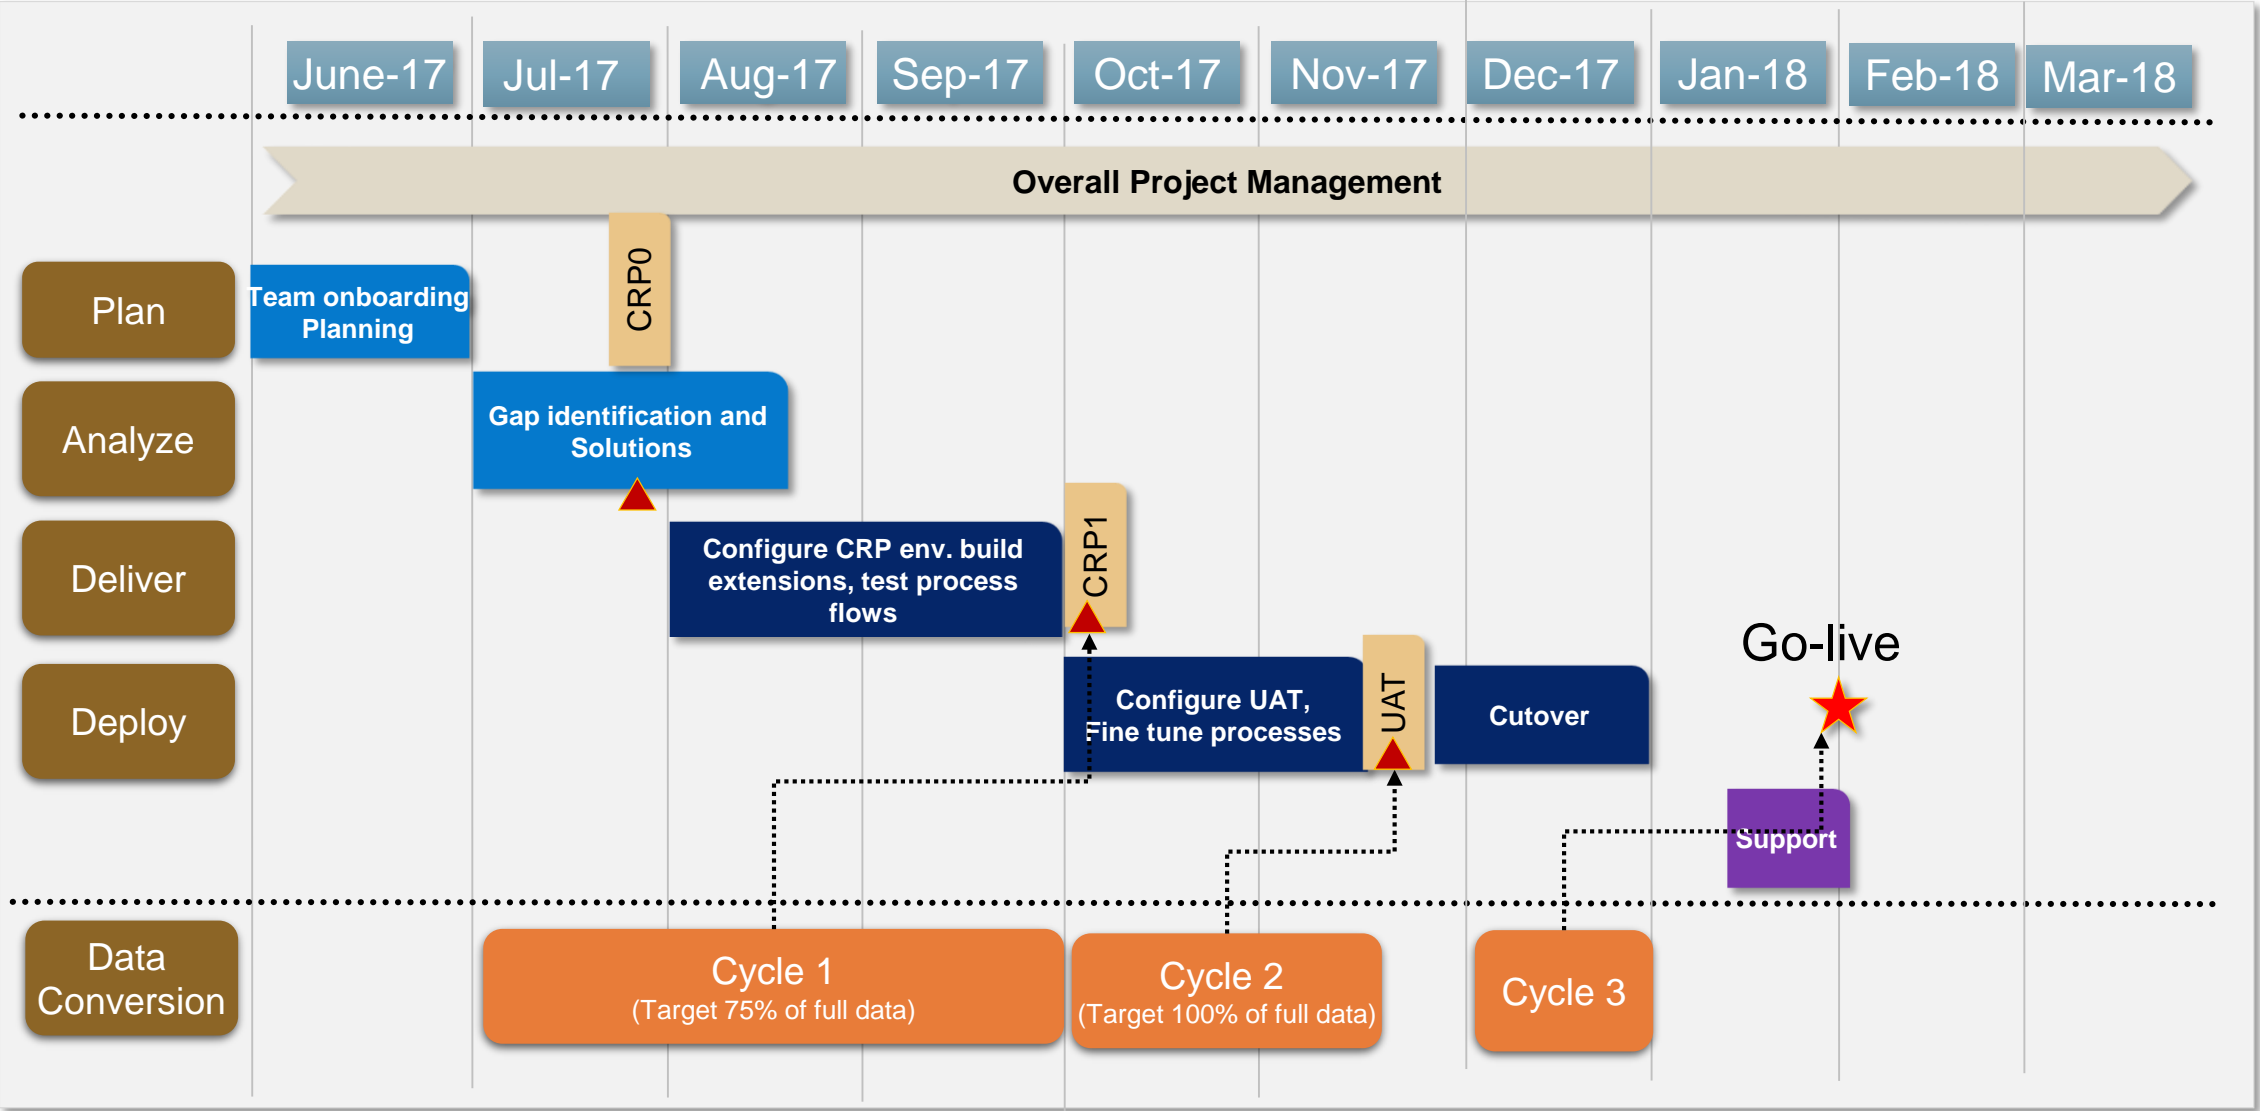 June-17
Jul-17
Aug-17
Sep-17
Oct-17
Nov-17
Dec-17
Jan-18
Feb-18
Mar-18
Overall Project Management
CRP0
Plan
Team onboarding
Planning
Analyze
Gap identification and
Solutions
Deliver
Configure CRP env. build
extensions, test process
flows
CRP1
Deploy
Configure UAT,
Fine tune processes
UAT
Cutover
Go-live
Support
Data
Conversion
Cycle 1
(Target 75% of full data)
Cycle 2
(Target 100% of full data)
Cycle 3